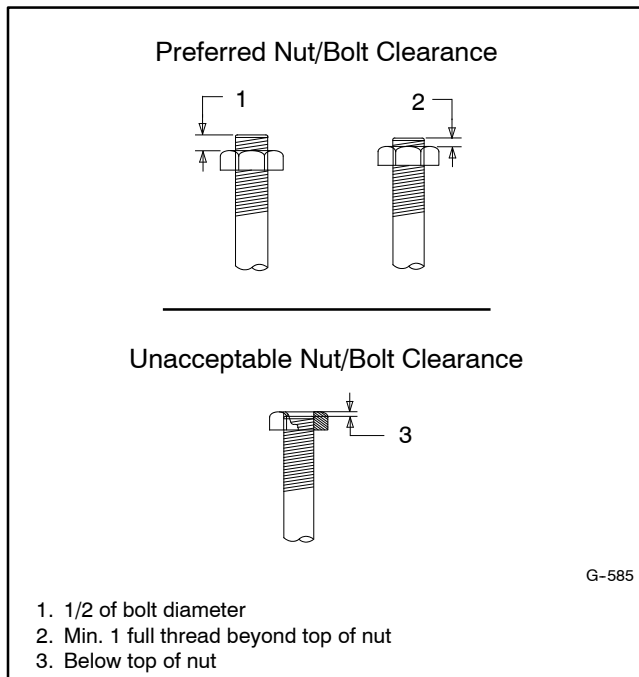 Preferred Nut/Bolt Clearance
1
2
Unacceptable Nut/Bolt Clearance
3
G-585
1. 1/2 of bolt diameter
2. Min. 1 full thread beyond top of nut
3. Below top of nut